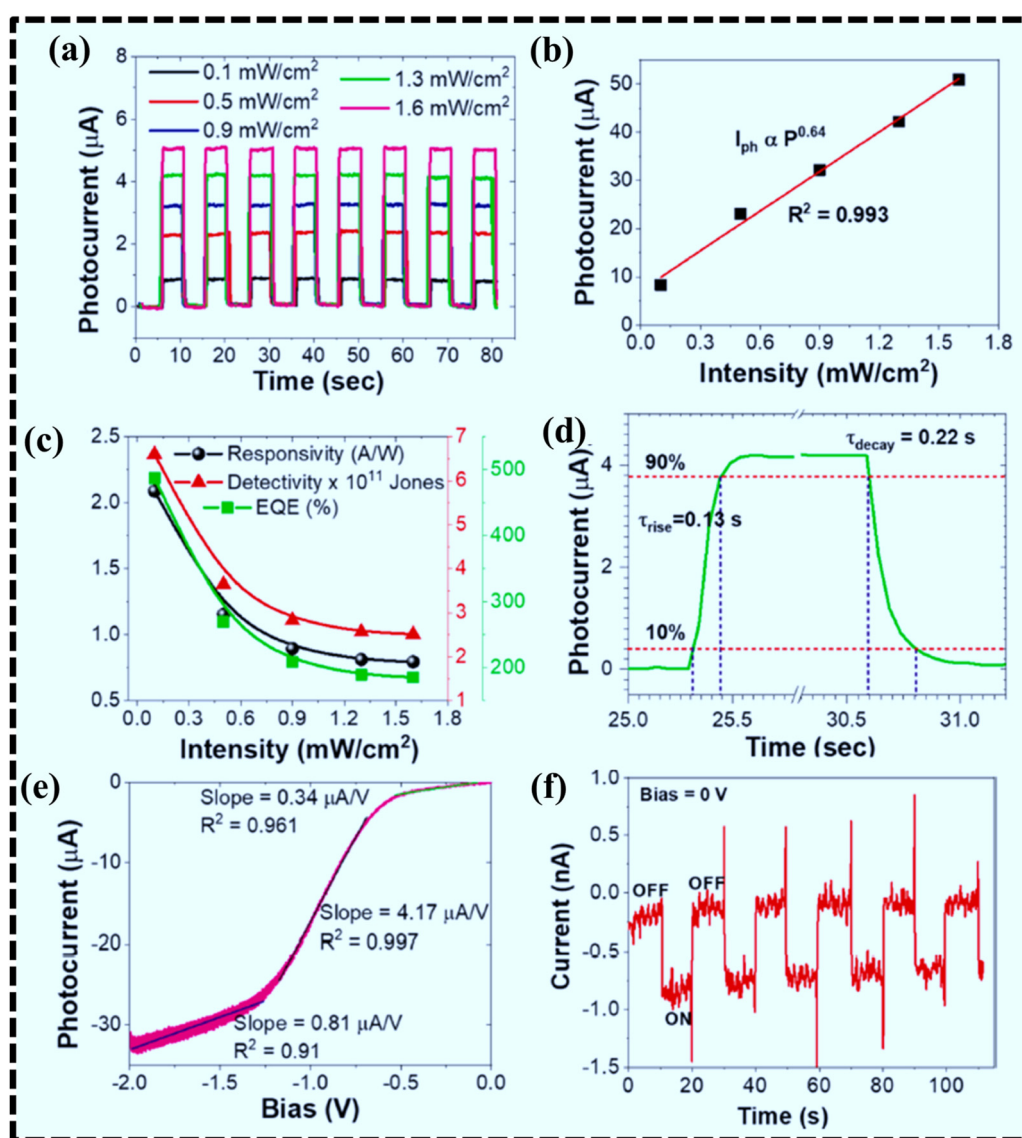 (a)
8
6
4
2
0
Photocurrent (μA)
0.1 mW/cm²
0.5 mW/cm²
0.9 mW/cm²
1.3 mW/cm²
1.6 mW/cm²
0 10 20 30 40 50 60 70 80
Time (sec)
(b)
50
40
30
20
10
0
Photocurrent (μA)
I_ph α P^0.64
R² = 0.993
0.0 0.3 0.6 0.9 1.2 1.5 1.8
Intensity (mW/cm²)
(c)
2.5
2.0
1.5
1.0
0.5
Responsivity (A/W)
Detectivity x 10¹¹ Jones
EQE (%)
7
6
5
4
3
2
1
500
400
300
200
0.0 0.3 0.6 0.9 1.2 1.5 1.8
Intensity (mW/cm²)
(d)
Photocurrent (μA)
4
4
0
τ_decay = 0.22 s
90%
τ_rise=0.13 s
10%
25.0 25.5 30.5 31.0
Time (sec)
(e)
0
-10
-20
-30
Photocurrent (μA)
Slope = 0.34 μA/V
R² = 0.961
Slope = 4.17 μA/V
R² = 0.997
Slope = 0.81 μA/V
R² = 0.91
-2.0 -1.5 -1.0 -0.5 0.0
Bias (V)
(f)
1.0
0.5
0.0
-0.5
-1.0
-1.5
Current (nA)
Bias = 0 V
OFF
OFF
ON
0 20 40 60 80 100
Time (s)